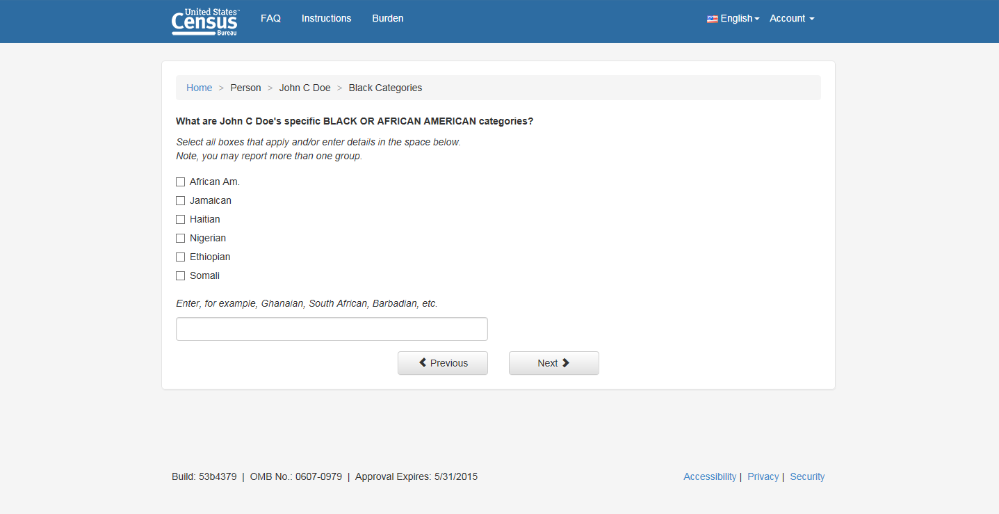 United States™
Census
Bureau
FAQ Instructions Burden English Account
Home > Person > John C Doe > Black Categories
What are John C Doe's specific BLACK OR AFRICAN AMERICAN categories?
Select all boxes that apply and/or enter details in the space below.
Note, you may report more than one group.
African Am.
Jamaican
Haitian
Nigerian
Ethiopian
Somali
Enter, for example, Ghanaian, South African, Barbadian, etc.
Previous Next
Build: 53b4379 | OMB No.: 0607-0979 | Approval Expires: 5/31/2015 Accessibility | Privacy | Security